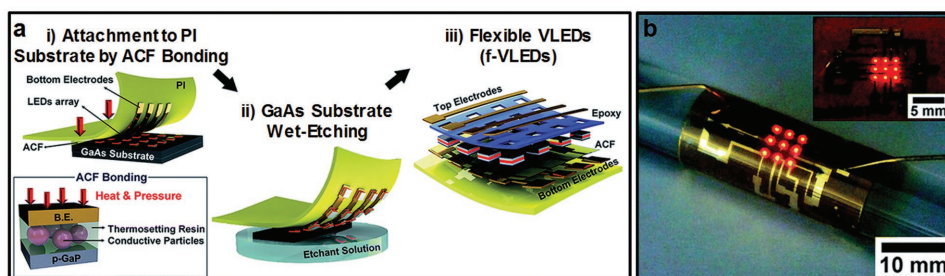 a
i) Attachment to PI
Substrate by ACF Bonding
Bottom Electrodes
LEDs array
PI
ACF
GaAs Substrate
ACF Bonding
Heat & Pressure
B.E.
Thermosetting Resin
Conductive Particles
p-GaP
ii) GaAs Substrate
Wet-Etching
Etchant Solution
iii) Flexible VLEDs
(f-VLEDs)
Top Electrodes
Epoxy
ACF
Bottom Electrodes
b
5 mm
10 mm